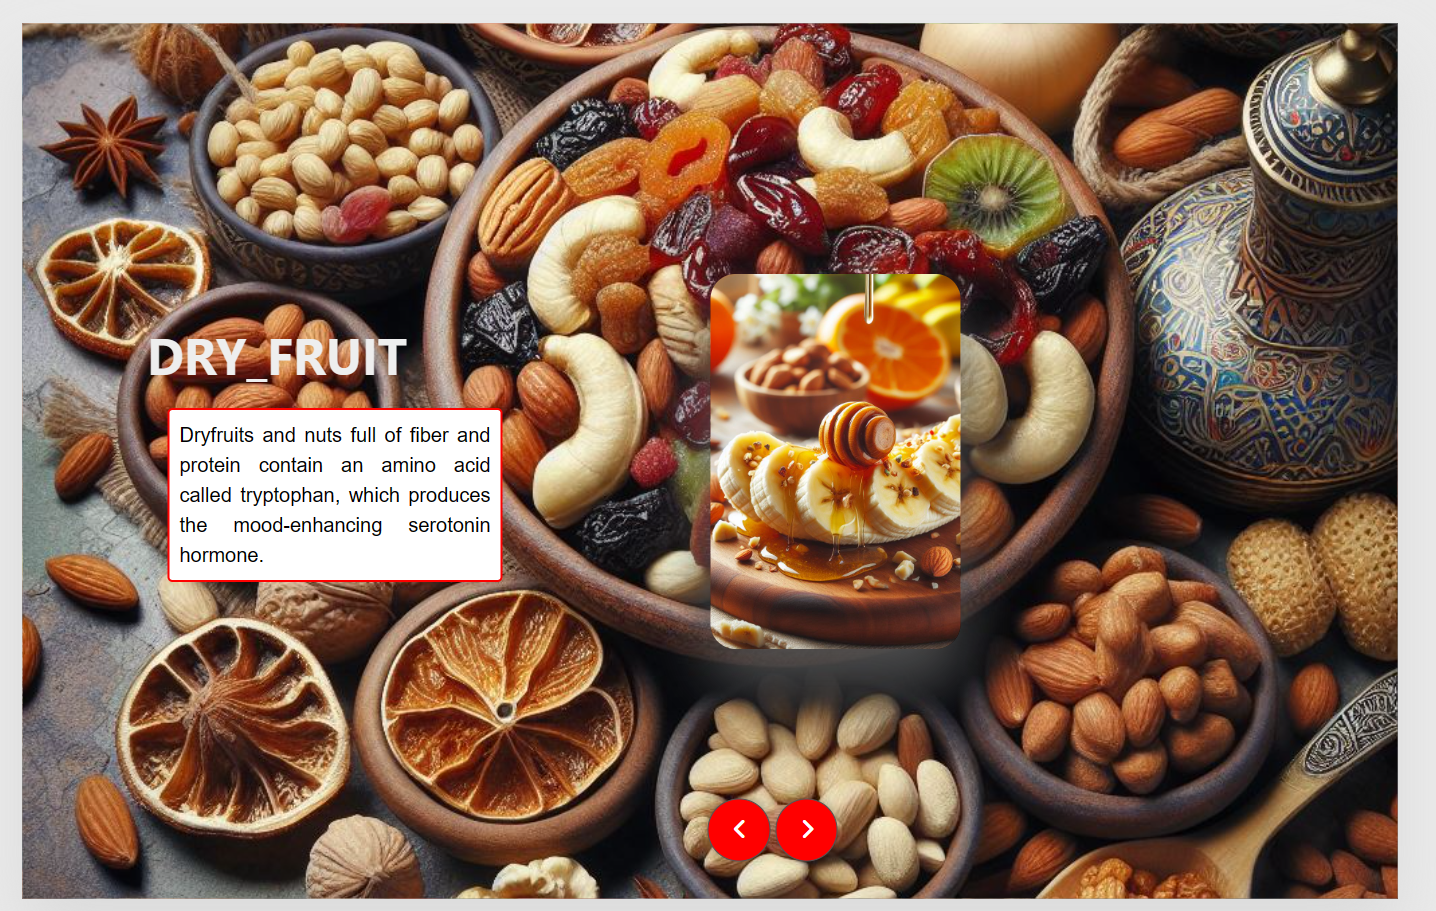 DRY_FRUIT
Dryfruits and nuts full of fiber and
protein contain an amino acid
called tryptophan, which produces
the mood-enhancing serotonin
hormone.